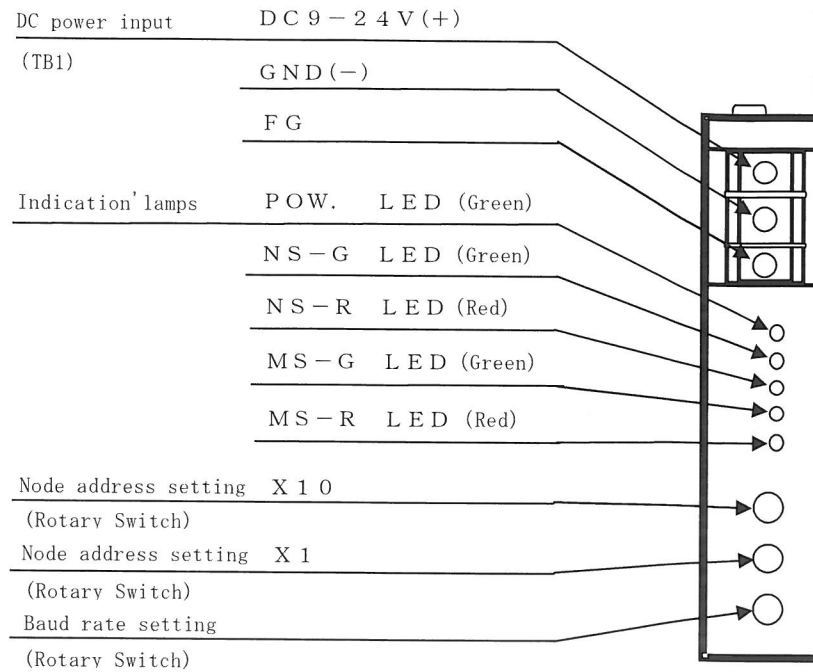 DC power input DC9-24V(+)
(TB1)
GND(-)
FG
Indication'lamps POW. LED (Green)
NS-G LED (Green)
NS-R LED (Red)
MS-G LED (Green)
MS-R LED (Red)
Node address setting X10
(Rotary Switch)
Node address setting X1
(Rotary Switch)
Baud rate setting
(Rotary Switch)